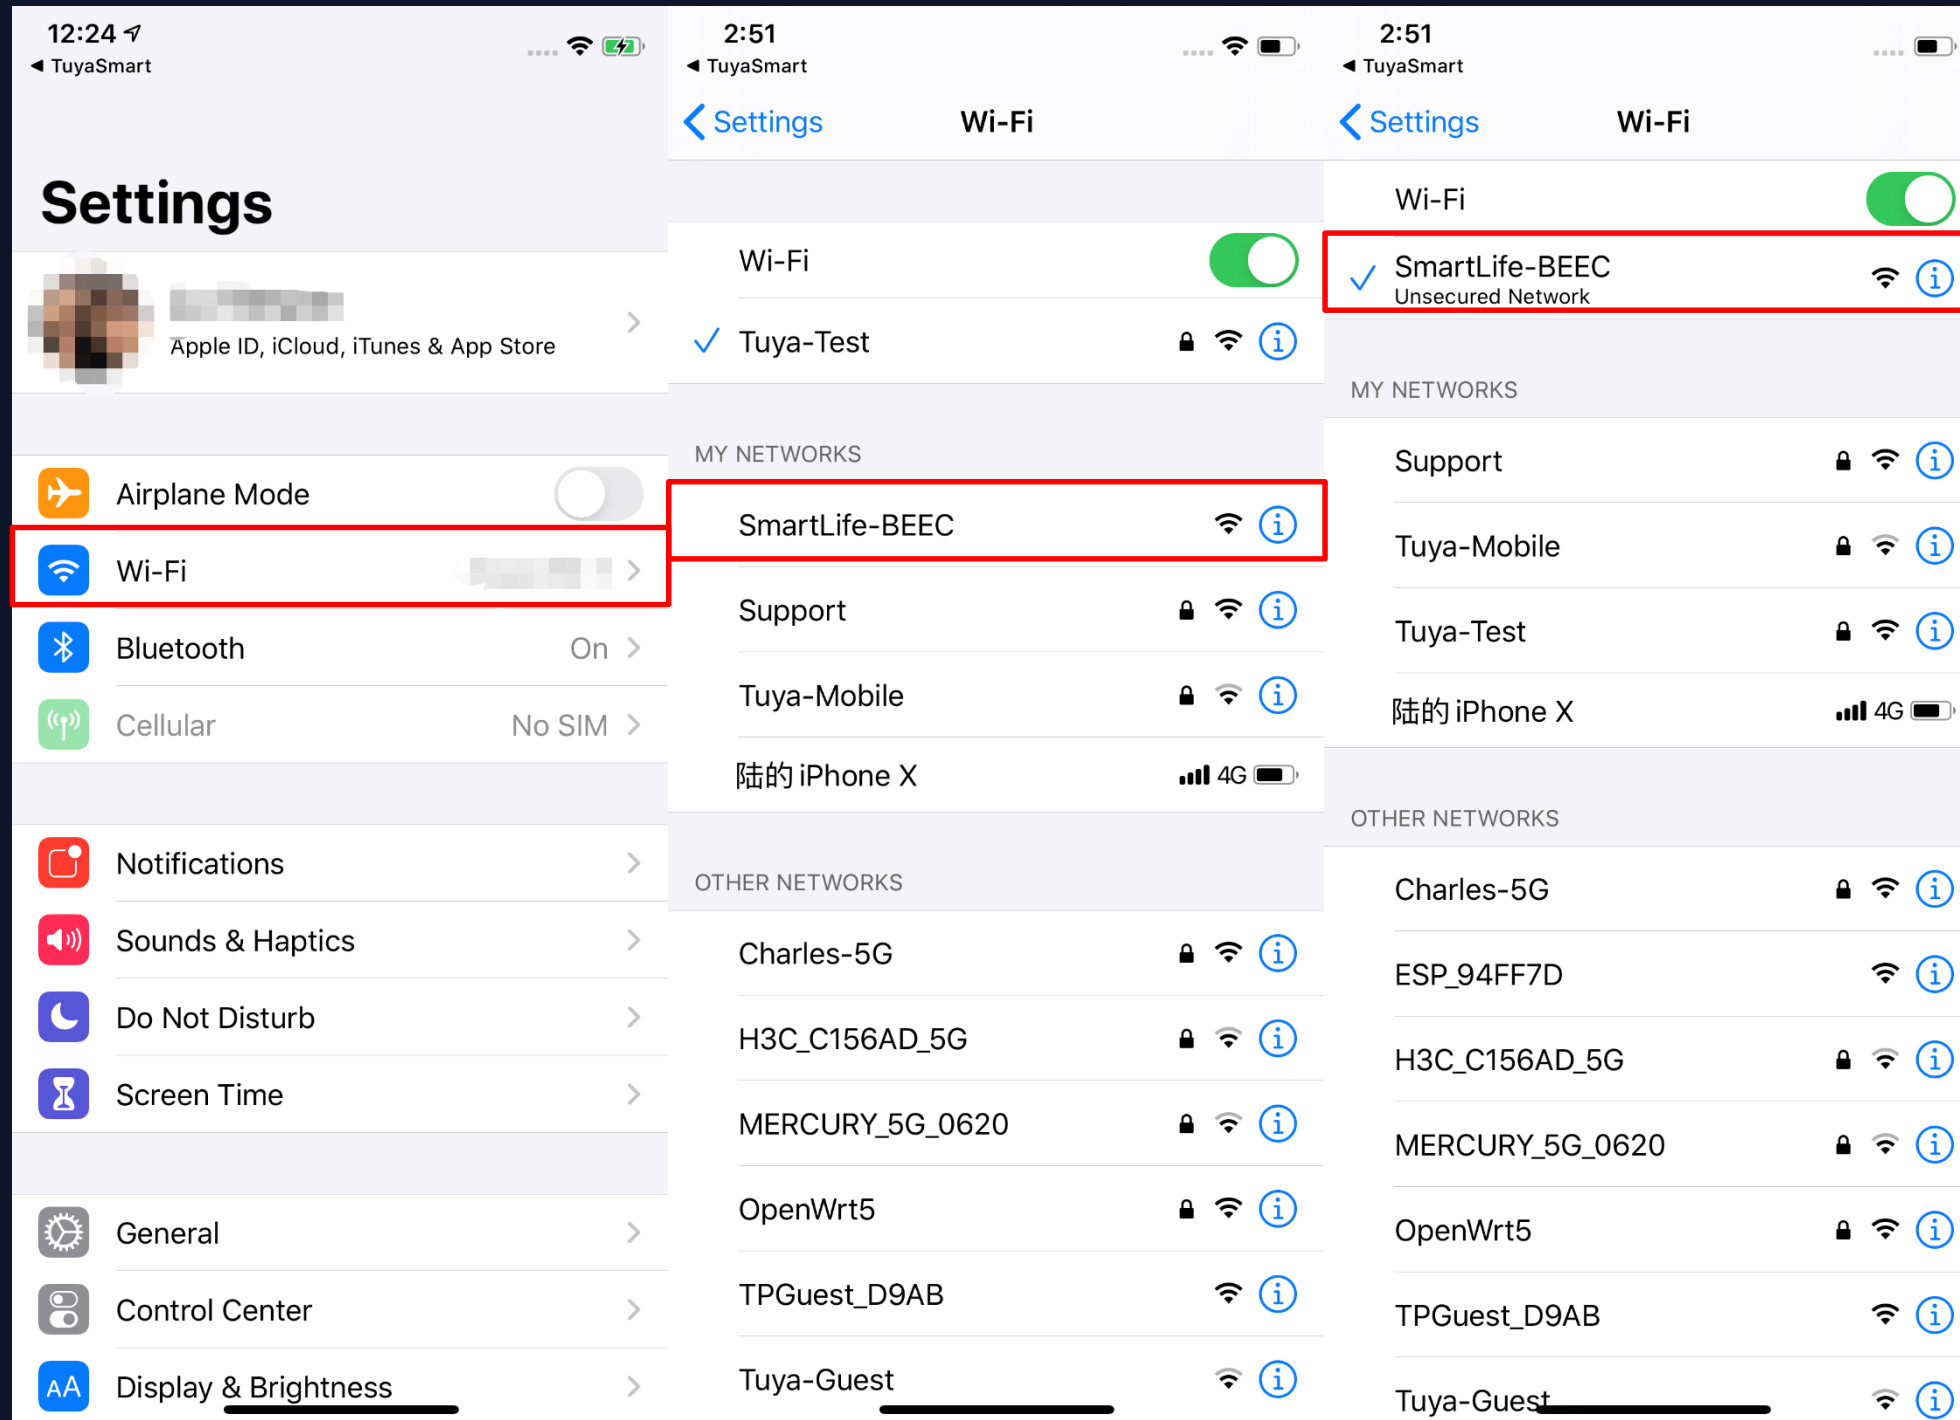 12:24
◀ TuyaSmart
Settings
Apple ID, iCloud, iTunes & App Store
Airplane Mode
Wi-Fi
Bluetooth On
Cellular No SIM
Notifications
Sounds & Haptics
Do Not Disturb
Screen Time
General
Control Center
AA Display & Brightness
2:51
◀ TuyaSmart
Settings Wi-Fi
Wi-Fi
Tuya-Test
MY NETWORKS
SmartLife-BEEC
Support
Tuya-Mobile
陆的 iPhone X 4G
OTHER NETWORKS
Charles-5G
H3C_C156AD_5G
MERCURY_5G_0620
OpenWrt5
TPGuest_D9AB
Tuya-Guest
2:51
◀ TuyaSmart
Settings Wi-Fi
Wi-Fi
SmartLife-BEEC
Unsecured Network
MY NETWORKS
Support
Tuya-Mobile
Tuya-Test
陆的 iPhone X 4G
OTHER NETWORKS
Charles-5G
ESP_94FF7D
H3C_C156AD_5G
MERCURY_5G_0620
OpenWrt5
TPGuest_D9AB
Tuya-Guest